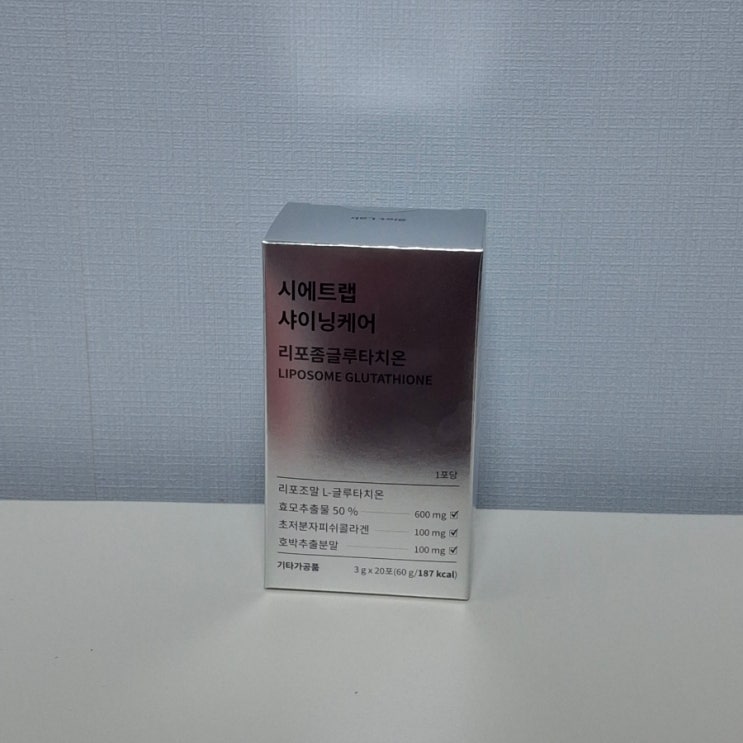 시에트랩
샤이닝케어
리포좀글루타치온
LIPOSOME GLUTATHIONE
1포당
리포조말 L-글루타치온
효모추출물 50 % 600 mg
초저분자피쉬콜라겐 100 mg
호박추출분말 100 mg
기타가공품 3 g x 20포(60 g/187 kcal)